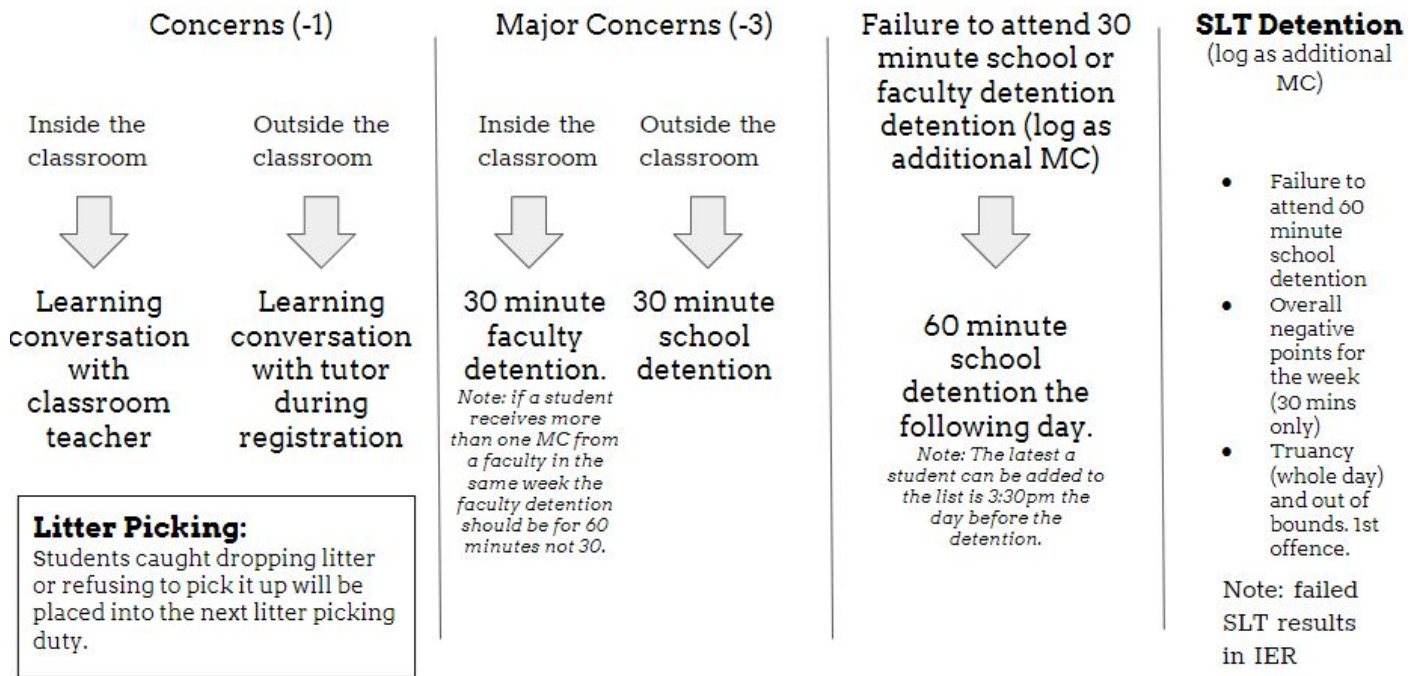 Concerns (-1)
Inside the
classroom
Learning
conversation
with
classroom
teacher
Outside the
classroom
Learning
conversation
with tutor
during
registration
Litter Picking:
Students caught dropping litter
or refusing to pick it up will be
placed into the next litter picking
duty.
Major Concerns (-3)
Inside the
classroom
30 minute
faculty
detention.
Note: if a student
receives more
than one MC from
a faculty in the
same week the
faculty detention
should be for 60
minutes not 30.
Outside the
classroom
30 minute
school
detention
Failure to attend 30
minute school or
faculty detention
detention (log as
additional MC)
60 minute
school
detention the
following day.
Note: The latest a
student can be added to
the list is 3:30pm the
day before the
detention.
SLT Detention
(log as additional
MC)
● Failure to
attend 60
minute
school
detention
● Overall
negative
points for
the week
(30 mins
only)
● Truancy
(whole day)
and out of
bounds. 1st
offence.
Note: failed
SLT results
in IER